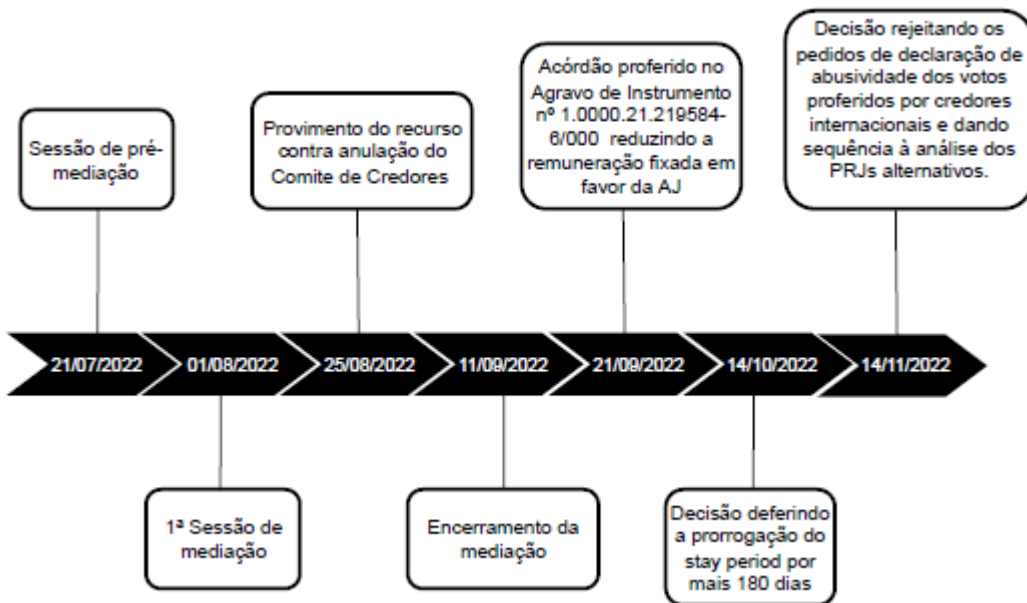 Sessão de pré-
mediação
Provimento do recurso
contra anulação do
Comite de Credores
Acórdão proferido no
Agravo de Instrumento
nº 1.0000.21.219584-
6/000 reduzindo a
remuneração fixada em
favor da AJ
Decisão rejeitando os
pedidos de declaração de
abusividade dos votos
proferidos por credores
internacionais e dando
sequência à análise dos
PRJs alternativos.
21/07/2022
01/08/2022
25/08/2022
11/09/2022
21/09/2022
14/10/2022
14/11/2022
1ª Sessão de
mediação
Encerramento da
mediação
Decisão deferindo
a prorrogação do
stay period por
mais 180 dias